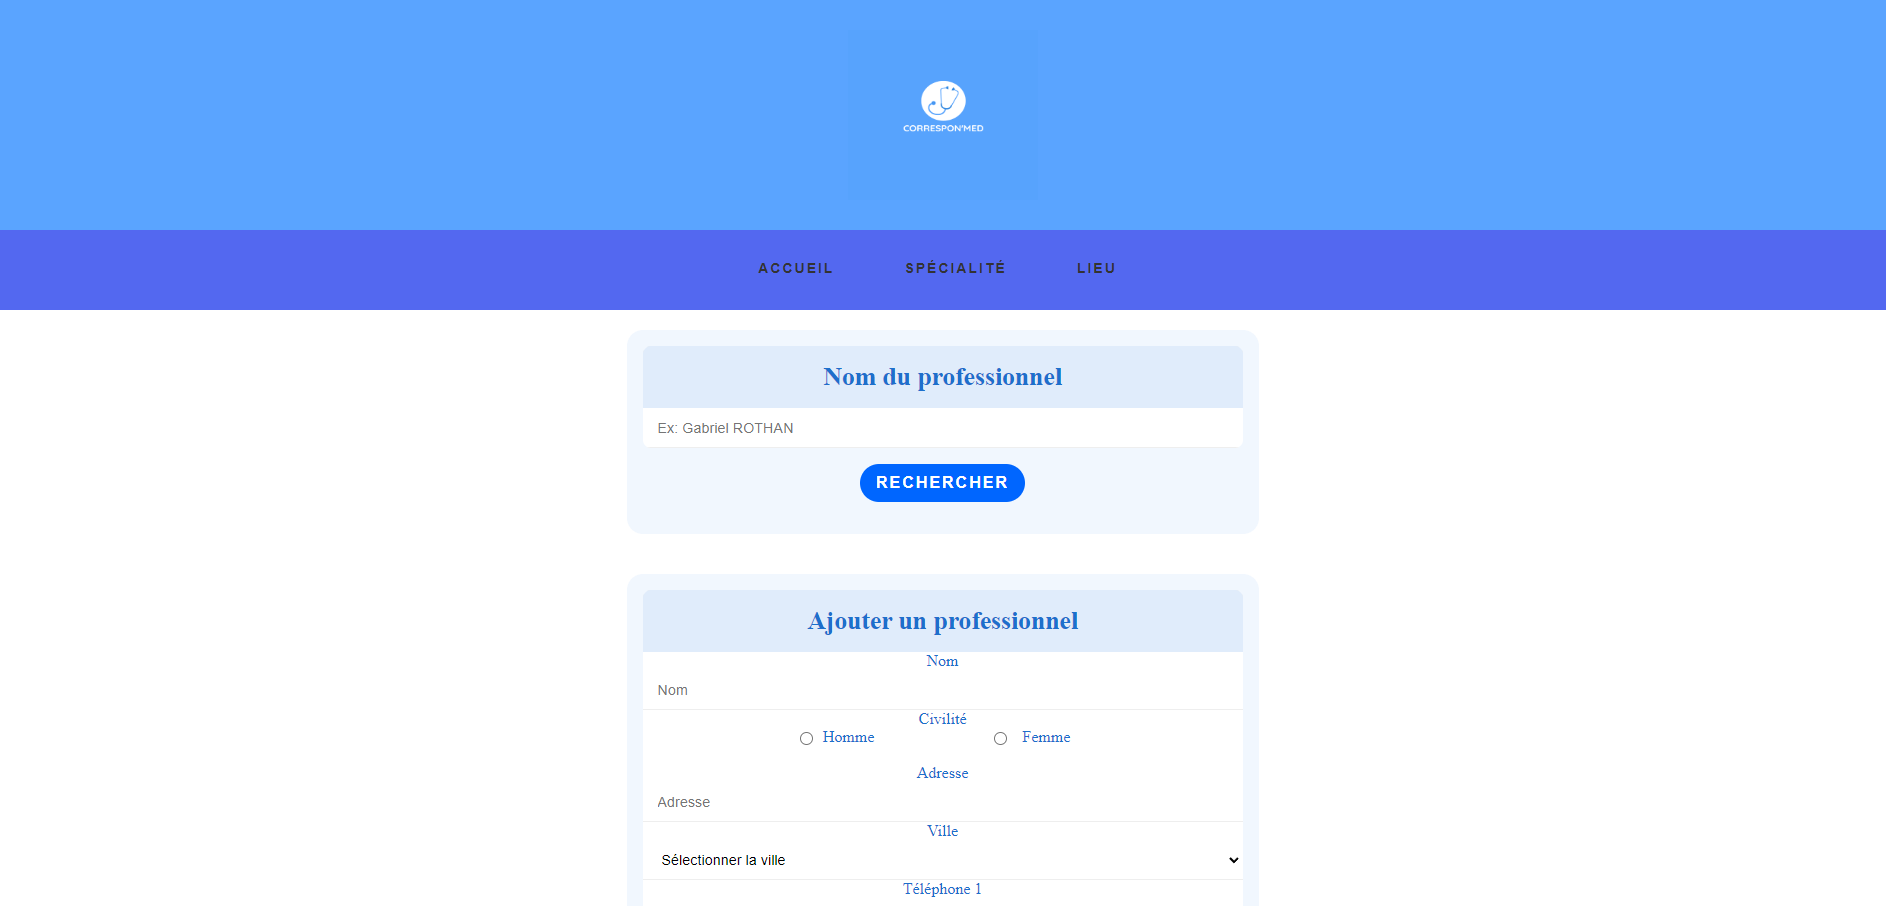 CORRESPON'MED
ACCUEIL SPÉCIALITÉ LIEU
Nom du professionnel
Ex: Gabriel ROTHAN
RECHERCHER
Ajouter un professionnel
Nom
Nom
Civilité
Homme Femme
Adresse
Adresse
Ville
Sélectionner la ville
Téléphone 1